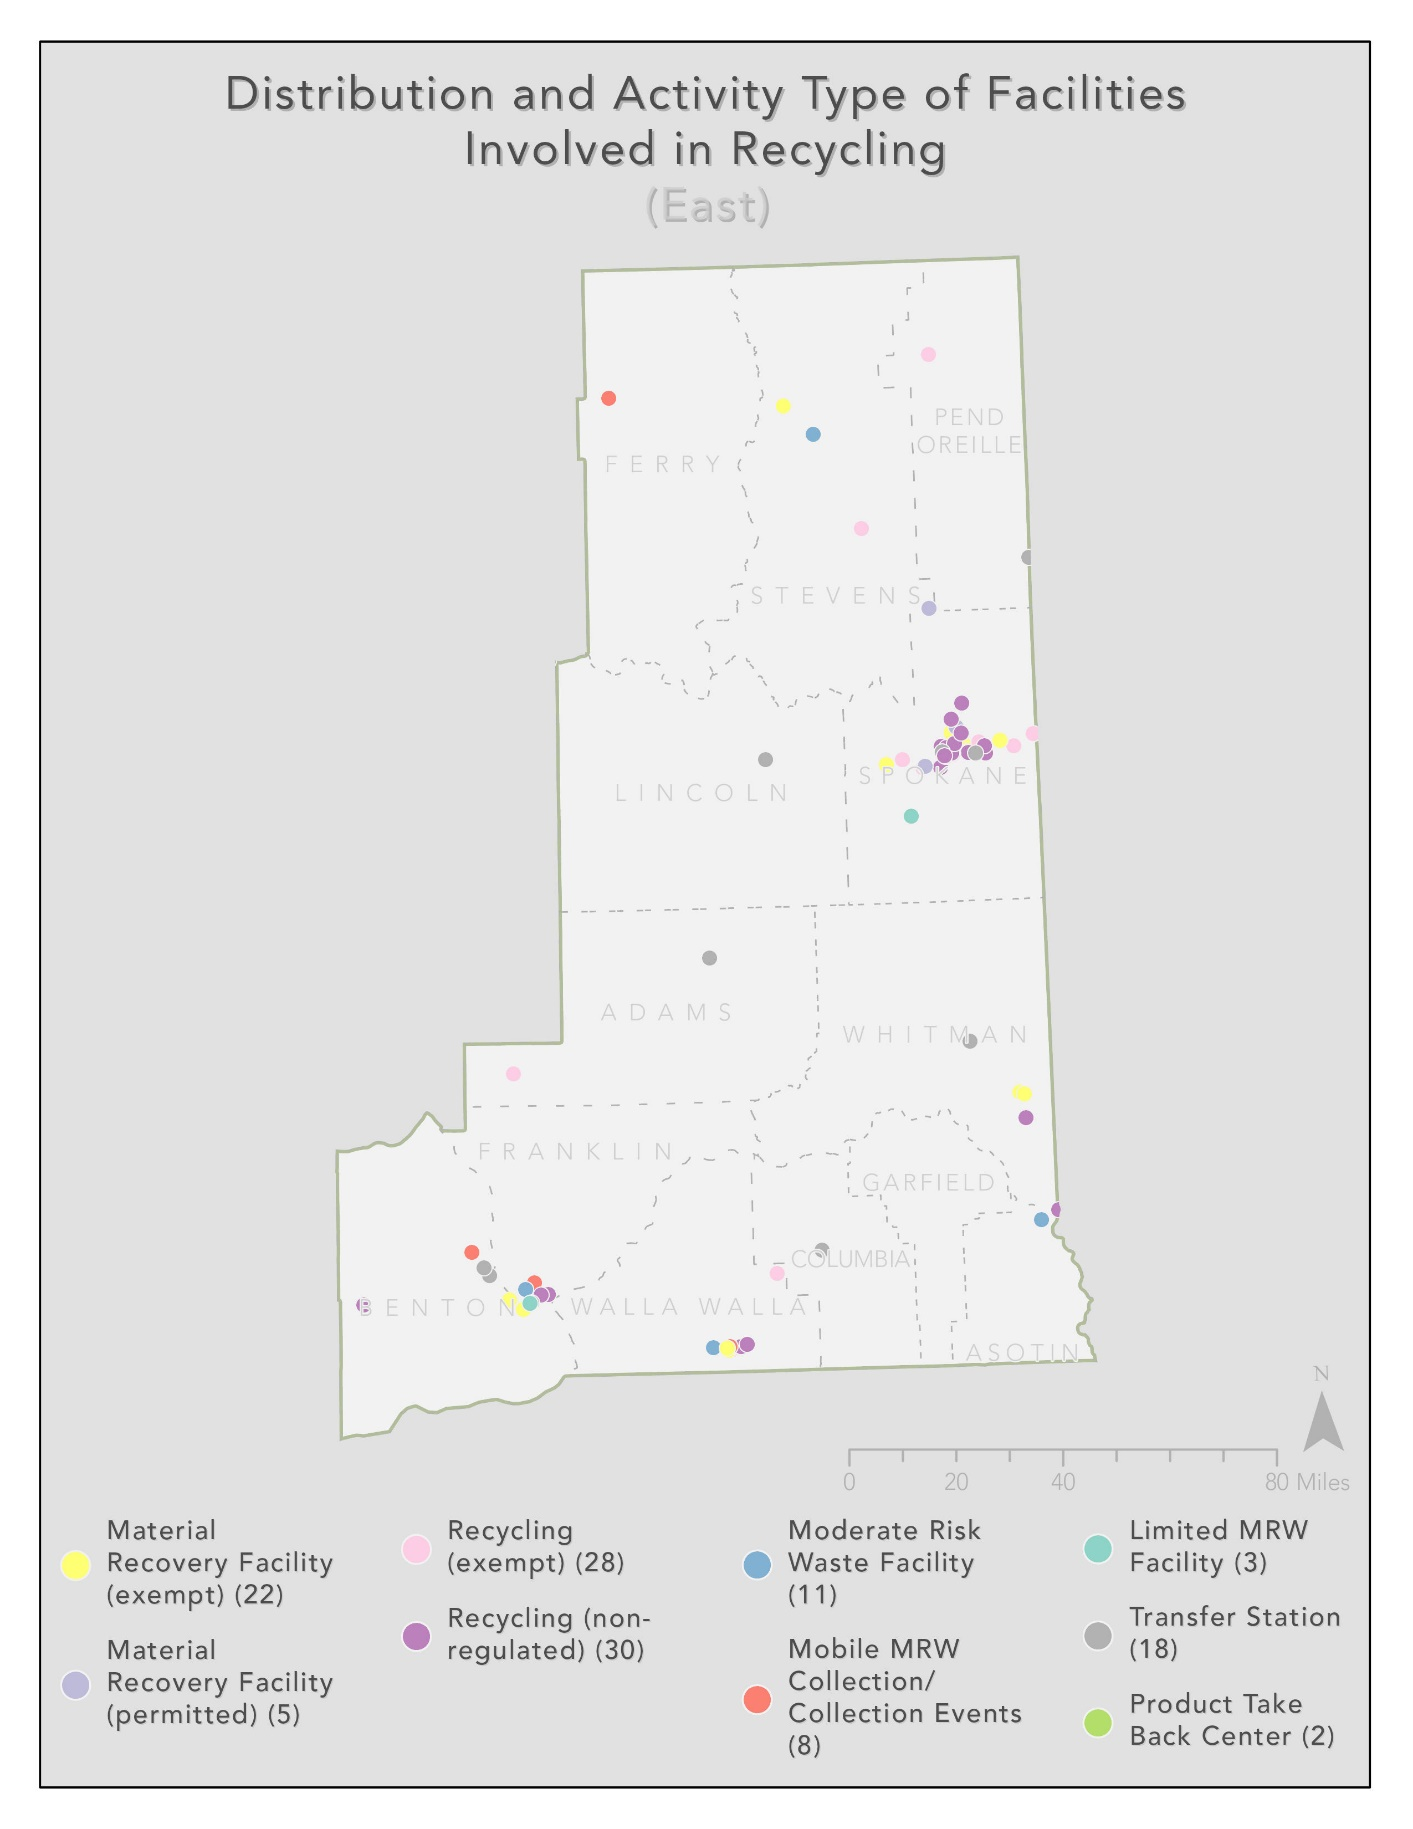 Distribution and Activity Type of Facilities
Involved in Recycling
(East)
PEND
OREILLE
FERRY
STEVENS
SPOKANE
LINCOLN
ADAMS
WHITMAN
FRANKLIN
GARFIELD
COLUMBIA
BENTON
WALLA WALLA
ASOTIN
N
0 20 40 80 Miles
Material
Recovery Facility
(exempt) (22)
Material
Recovery Facility
(permitted) (5)
Recycling
(exempt) (28)
Recycling (non-
regulated) (30)
Moderate Risk
Waste Facility
(11)
Mobile MRW
Collection/
Collection Events
(8)
Limited MRW
Facility (3)
Transfer Station
(18)
Product Take
Back Center (2)